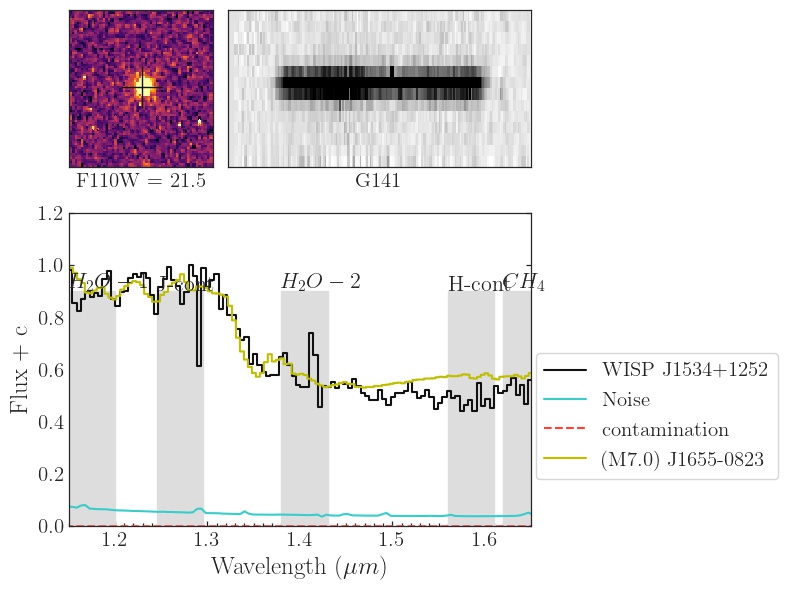 F110W = 21.5
G141
1.2
1.0
0.8
0.6
0.4
0.2
0.0
Flux + c
H₂O − 1
J-cont
H₂O − 2
H-cont
CH₄
1.2
1.3
1.4
1.5
1.6
Wavelength (μm)
WISP J1534+1252
Noise
contamination
(M7.0) J1655-0823